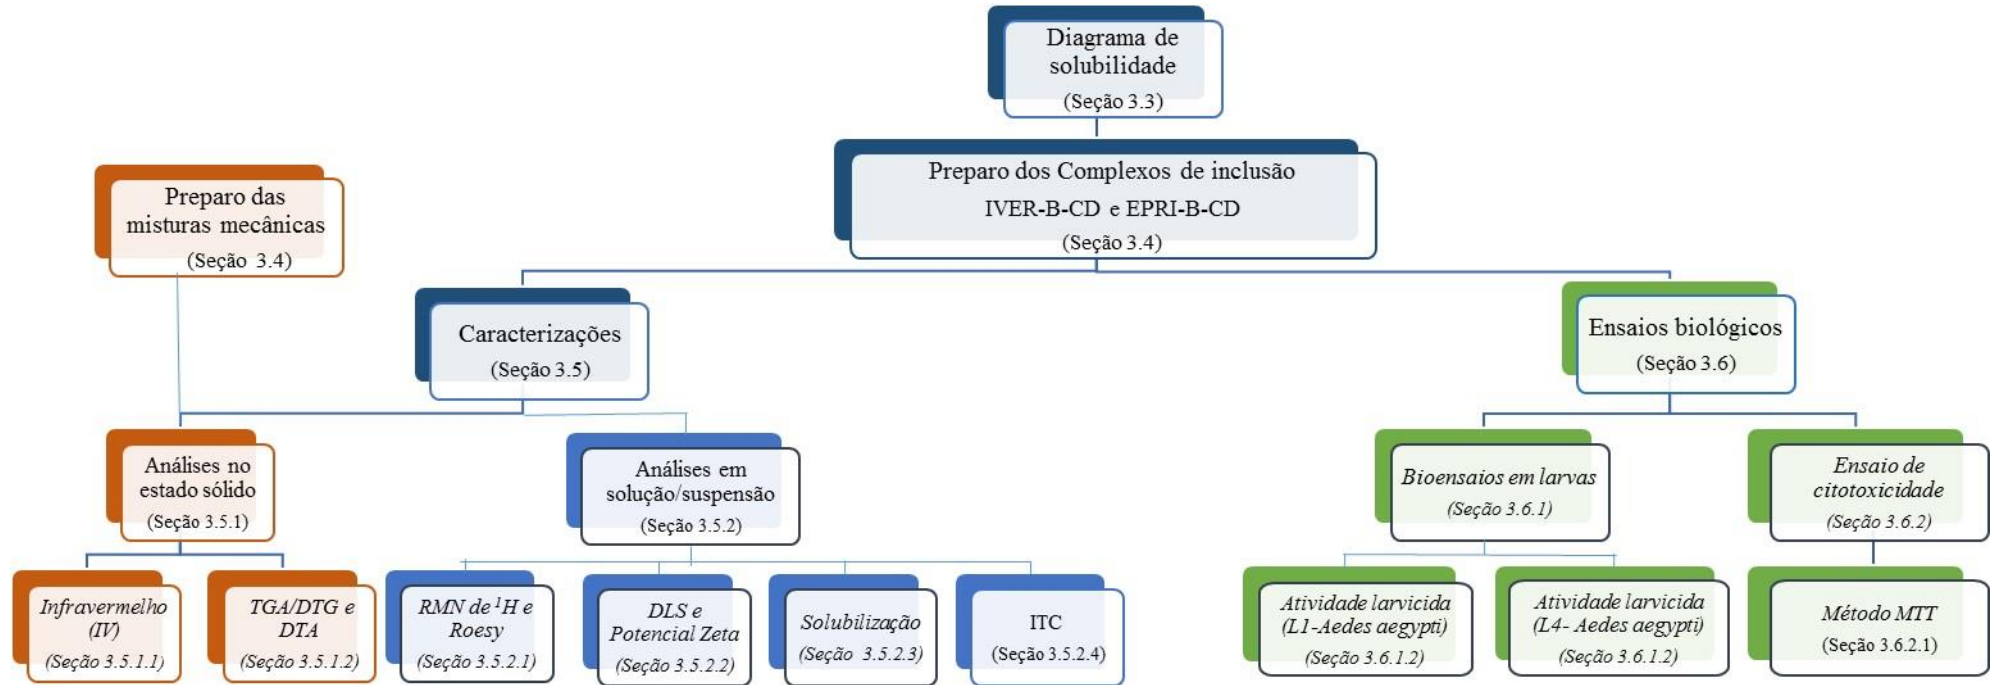 Diagrama de
solubilidade
(Seção 3.3)
Preparo dos Complexos de inclusão
IVER-B-CD e EPRI-B-CD
(Seção 3.4)
Preparo das
misturas mecânicas
(Seção 3.4)
Caracterizações
(Seção 3.5)
Ensaios biológicos
(Seção 3.6)
Análises no
estado sólido
(Seção 3.5.1)
Análises em
solução/suspensão
(Seção 3.5.2)
Bioensaios em larvas
(Seção 3.6.1)
Ensaio de
citotoxicidade
(Seção 3.6.2)
Infravermelho
(IV)
(Seção 3.5.1.1)
TGA/DTG e
DTA
(Seção 3.5.1.2)
RMN de ¹H e
Roesy
(Seção 3.5.2.1)
DLS e
Potencial Zeta
(Seção 3.5.2.2)
Solubilização
(Seção 3.5.2.3)
ITC
(Seção 3.5.2.4)
Atividade larvicida
(L1-Aedes aegypti)
(Seção 3.6.1.2)
Atividade larvicida
(L4- Aedes aegypti)
(Seção 3.6.1.2)
Método MTT
(Seção 3.6.2.1)